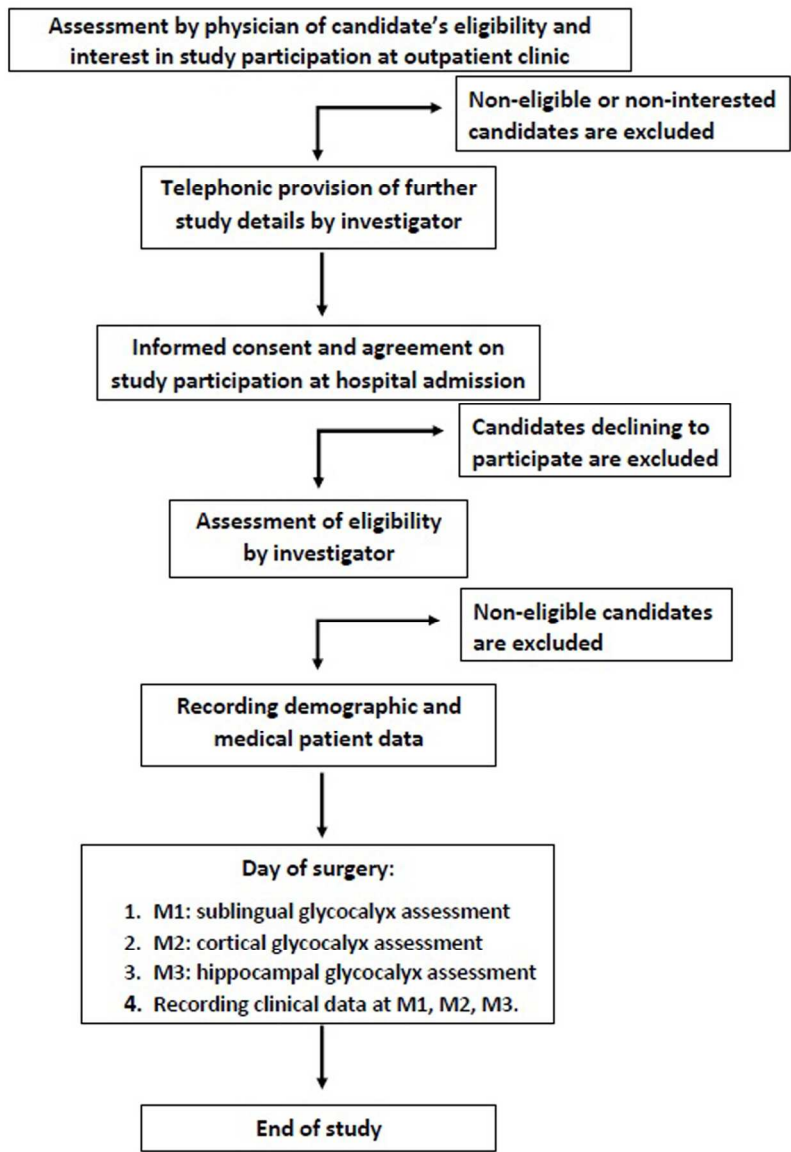 Assessment by physician of candidate’s eligibility and
interest in study participation at outpatient clinic
Non-eligible or non-interested
candidates are excluded
Telephonic provision of further
study details by investigator
Informed consent and agreement on
study participation at hospital admission
Candidates declining to
participate are excluded
Assessment of eligibility
by investigator
Non-eligible candidates
are excluded
Recording demographic and
medical patient data
Day of surgery:
1. M1: sublingual glycocalyx assessment
2. M2: cortical glycocalyx assessment
3. M3: hippocampal glycocalyx assessment
4. Recording clinical data at M1, M2, M3.
End of study